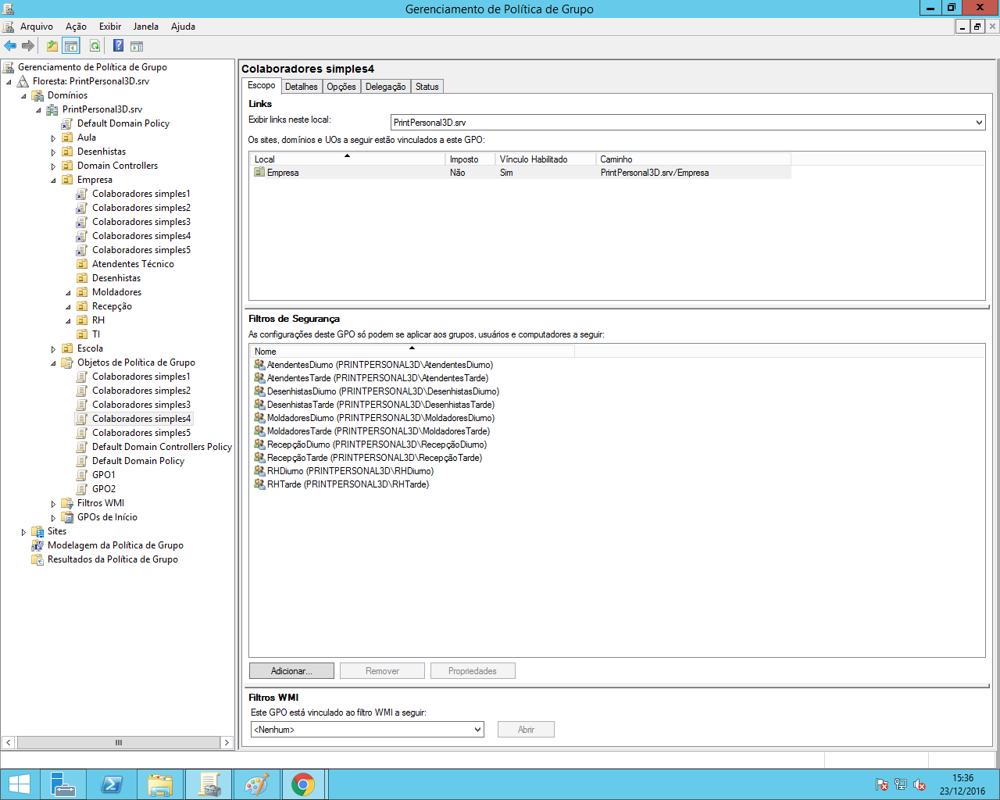 Gerenciamento de Política de Grupo
Arquivo Ação Exibir Janela Ajuda
Gerenciamento de Política de Grupo
Floresta: PrintPersonal3D.srv
Domínios
PrintPersonal3D.srv
Default Domain Policy
Aula
Desenhistas
Domain Controllers
Empresa
Colaboradores simples1
Colaboradores simples2
Colaboradores simples3
Colaboradores simples4
Colaboradores simples5
Atendentes Técnico
Desenhistas
Moldadores
Recepção
RH
TI
Escola
Objetos de Política de Grupo
Colaboradores simples1
Colaboradores simples2
Colaboradores simples3
Colaboradores simples4
Colaboradores simples5
Default Domain Controllers Policy
Default Domain Policy
GPO1
GPO2
Filtros WMI
GPOs de Início
Sites
Modelagem da Política de Grupo
Resultados da Política de Grupo
Colaboradores simples4
Escopo Detalhes Opções Delegação Status
Links
Exibir links neste local: PrintPersonal3D.srv
Os sites, domínios e UOs a seguir estão vinculados a este GPO:
Local Imposto Vínculo Habilitado Caminho
Empresa Não Sim PrintPersonal3D.srv/Empresa
Filtros de Segurança
As configurações deste GPO só podem se aplicar aos grupos, usuários e computadores a seguir:
Nome
AtendentesDiurno (PRINTPERSONAL3D\AtendentesDiurno)
AtendentesTarde (PRINTPERSONAL3D\AtendentesTarde)
DesenhistasDiurno (PRINTPERSONAL3D\DesenhistasDiurno)
DesenhistasTarde (PRINTPERSONAL3D\DesenhistasTarde)
MoldadoresDiurno (PRINTPERSONAL3D\MoldadoresDiurno)
MoldadoresTarde (PRINTPERSONAL3D\MoldadoresTarde)
RecepçãoDiurno (PRINTPERSONAL3D\RecepçãoDiurno)
RecepçãoTarde (PRINTPERSONAL3D\RecepçãoTarde)
RHDiurno (PRINTPERSONAL3D\RHDiurno)
RHTarde (PRINTPERSONAL3D\RHTarde)
Adicionar... Remover Propriedades
Filtros WMI
Este GPO está vinculado ao filtro WMI a seguir:
<Nenhum> Abrir
15:36
23/12/2016